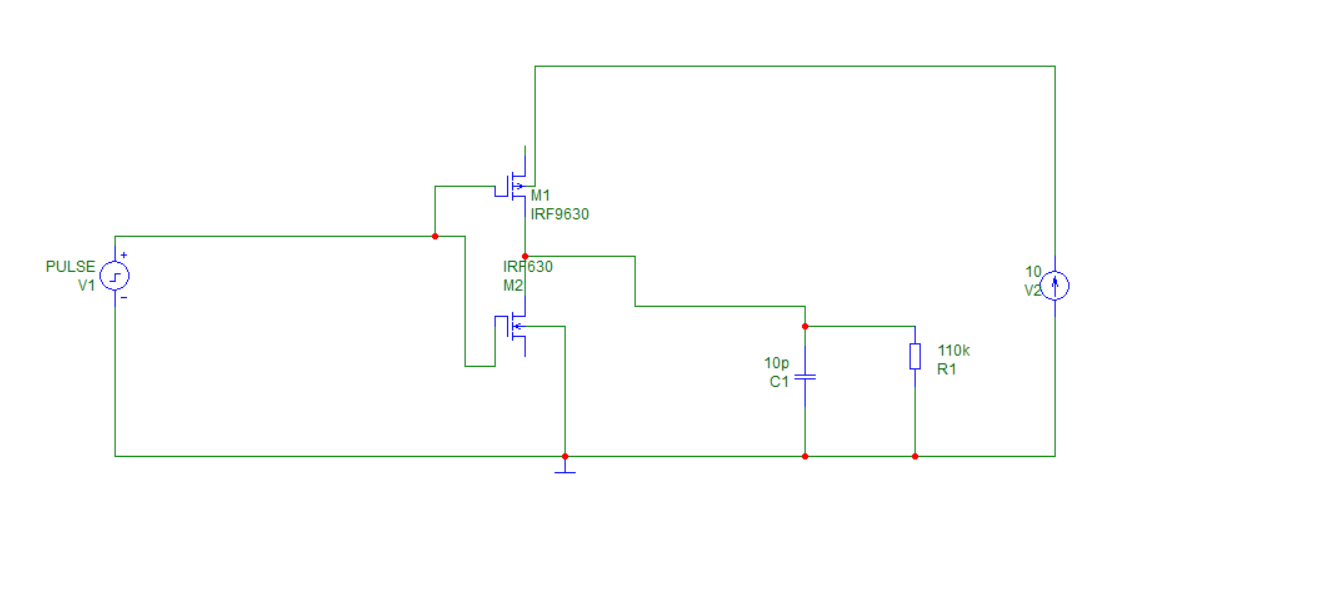 M1
IRF9630
PULSE
V1
+
-
IRF630
M2
10
V2
10p
C1
110k
R1